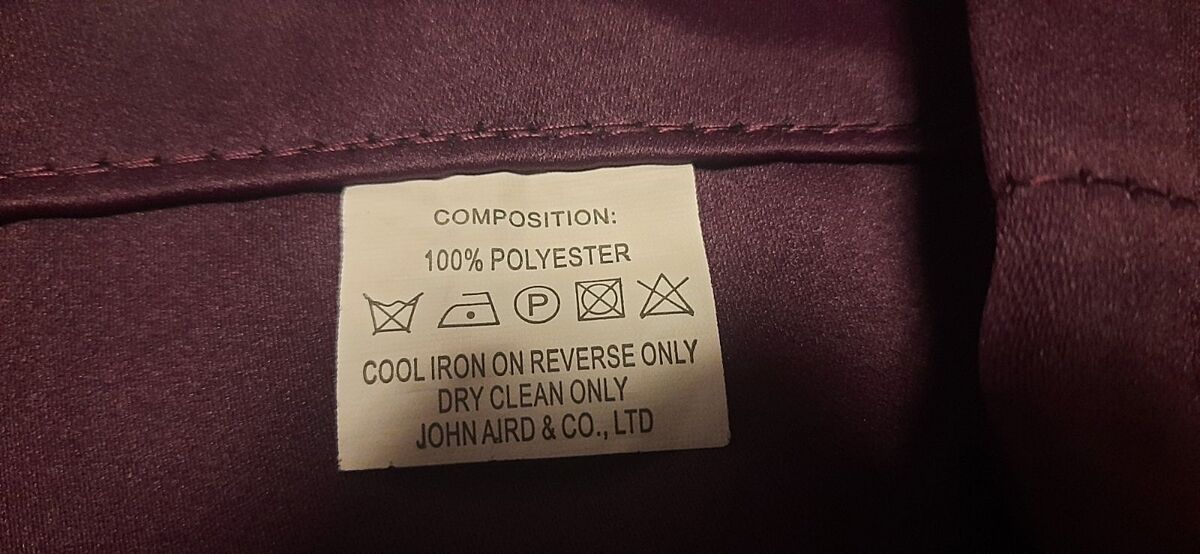 COMPOSITION:
100% POLYESTER
P
COOL IRON ON REVERSE ONLY
DRY CLEAN ONLY
JOHN AIRD & CO., LTD